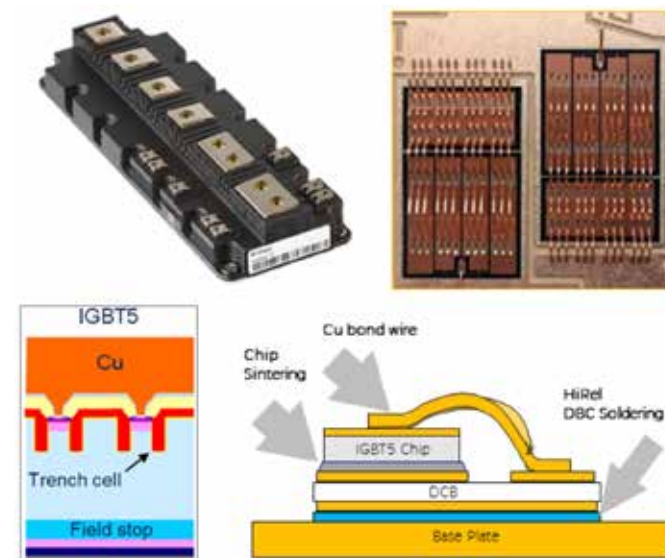 IGBT5
Cu
Trench cell
Field stop
Cu bond wire
Chip
Sintering
HiRel
DBC Soldering
IGBT5 Chip
DCB
Base Plate